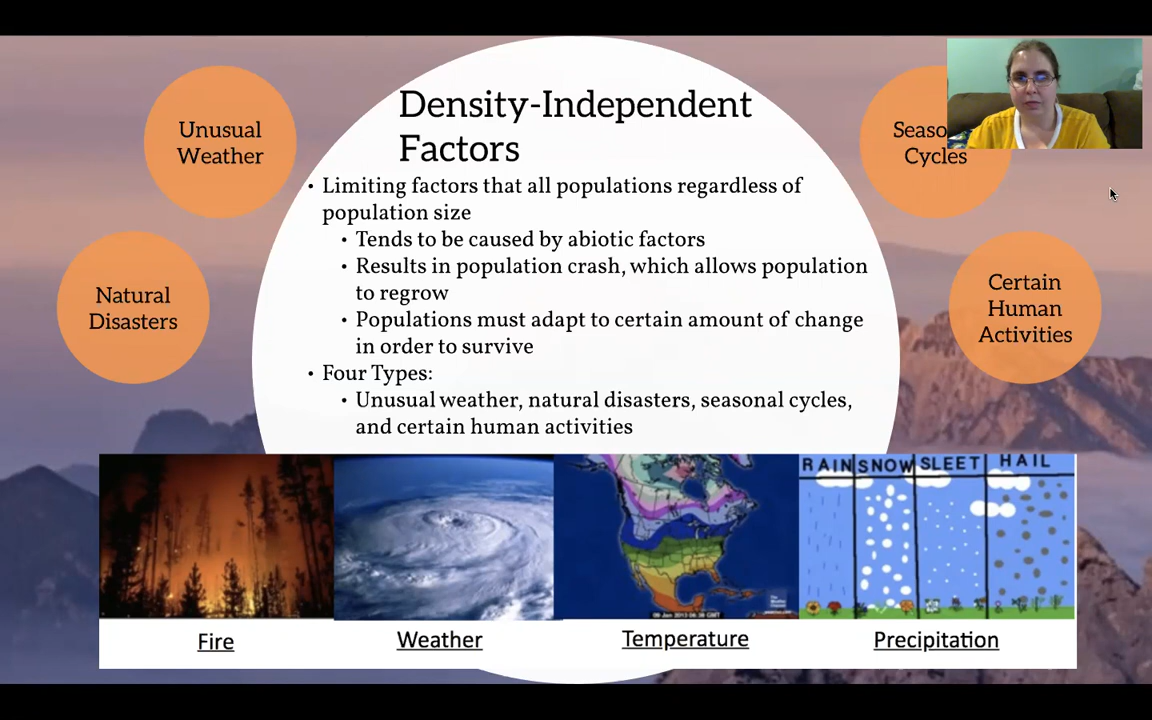 Density-Independent
Factors
Unusual
Weather
Natural
Disasters
Cycles
Certain
Human
Activities
• Limiting factors that all populations regardless of
population size
• Tends to be caused by abiotic factors
• Results in population crash, which allows population
to regrow
• Populations must adapt to certain amount of change
in order to survive
• Four Types:
• Unusual weather, natural disasters, seasonal cycles,
and certain human activities
RAIN SNOW SLEET HAIL
Fire
Weather
Temperature
Precipitation